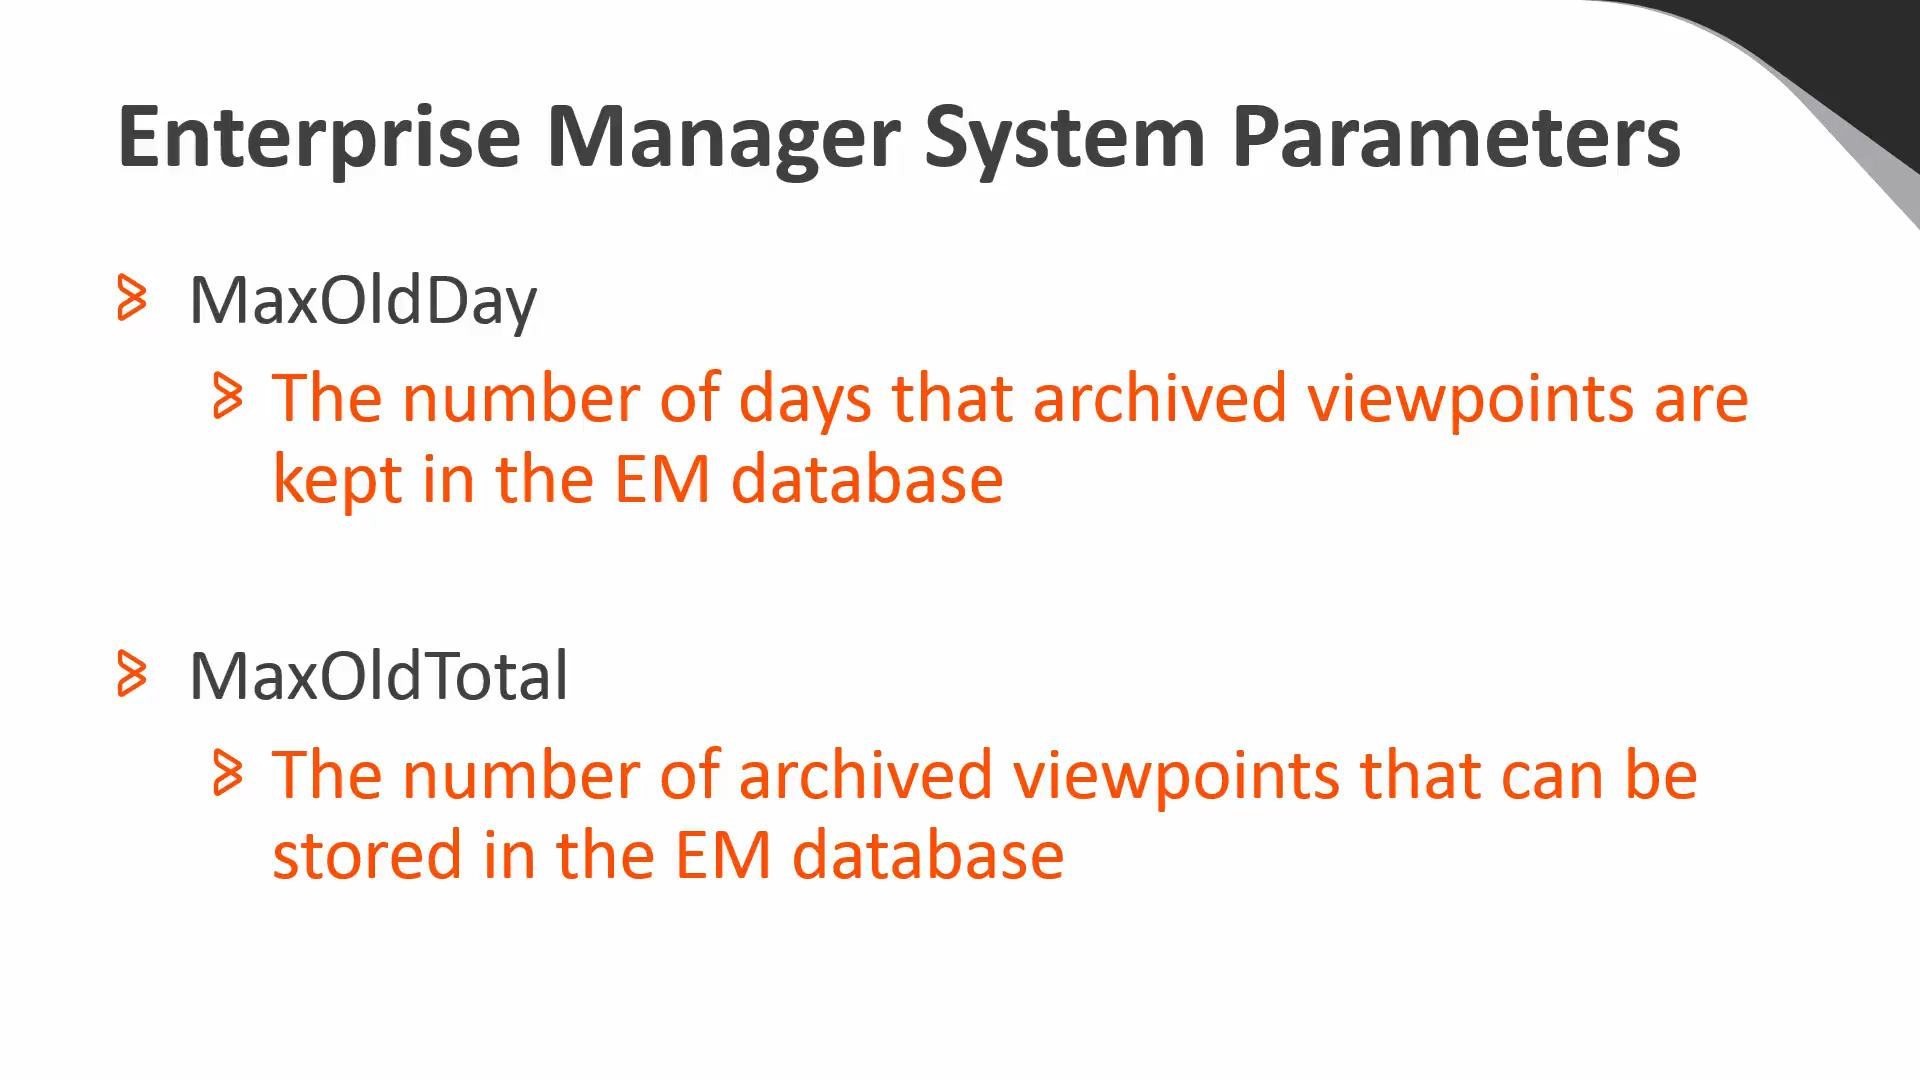 Enterprise Manager System Parameters
MaxOldDay
The number of days that archived viewpoints are
kept in the EM database
MaxOldTotal
The number of archived viewpoints that can be
stored in the EM database